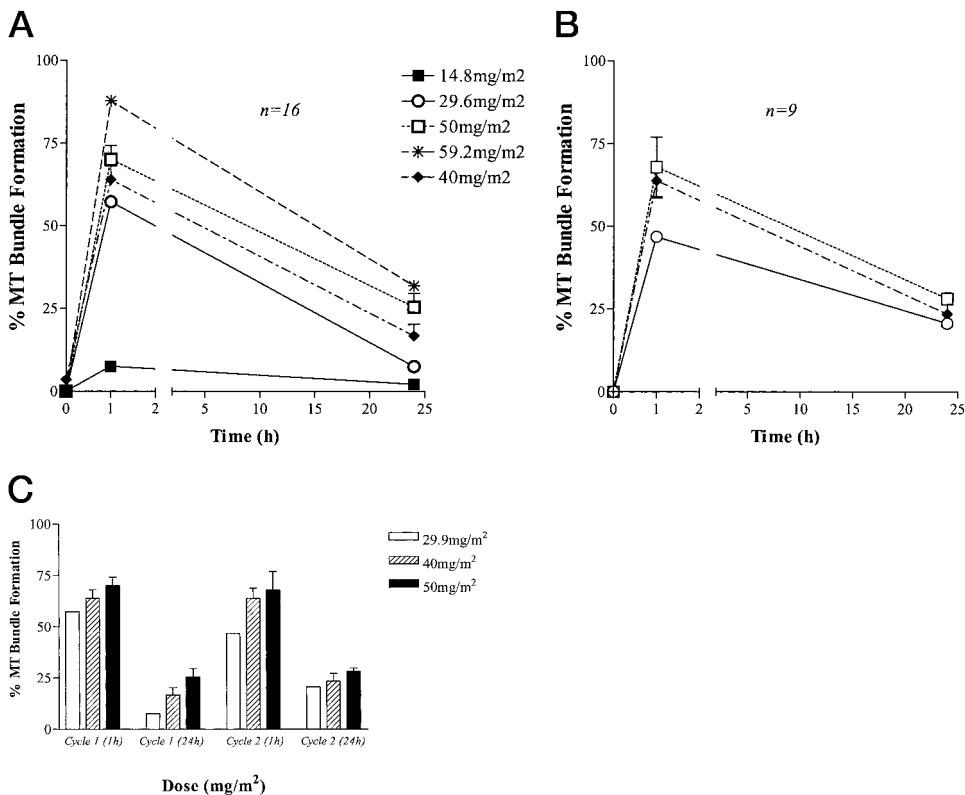 A
B
100
75
50
25
0
% MT Bundle Formation
n=16
14.8mg/m2
29.6mg/m2
50mg/m2
59.2mg/m2
40mg/m2
0 1 2 5 10 15 20 25
Time (h)
100
75
50
25
0
% MT Bundle Formation
n=9
0 1 2 5 10 15 20 25
Time (h)
C
100
75
50
25
0
% MT Bundle Formation
29.9mg/m²
40mg/m²
50mg/m²
Cycle 1 (1h) Cycle 1 (24h) Cycle 2 (1h) Cycle 2 (24h)
Dose (mg/m²)